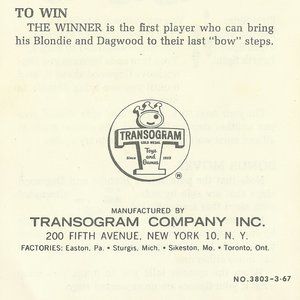 TO WIN
THE WINNER is the first player who can bring
his Blondie and Dagwood to their last "bow" steps.
TRANSOGRAM
GOLD MEDAL
Toys
and
Games
Since 1915
®
MANUFACTURED BY
TRANSOGRAM COMPANY INC.
200 FIFTH AVENUE, NEW YORK 10, N. Y.
FACTORIES: Easton, Pa. • Sturgis, Mich. • Sikeston, Mo. • Toronto, Ont.
NO.3803-3-67